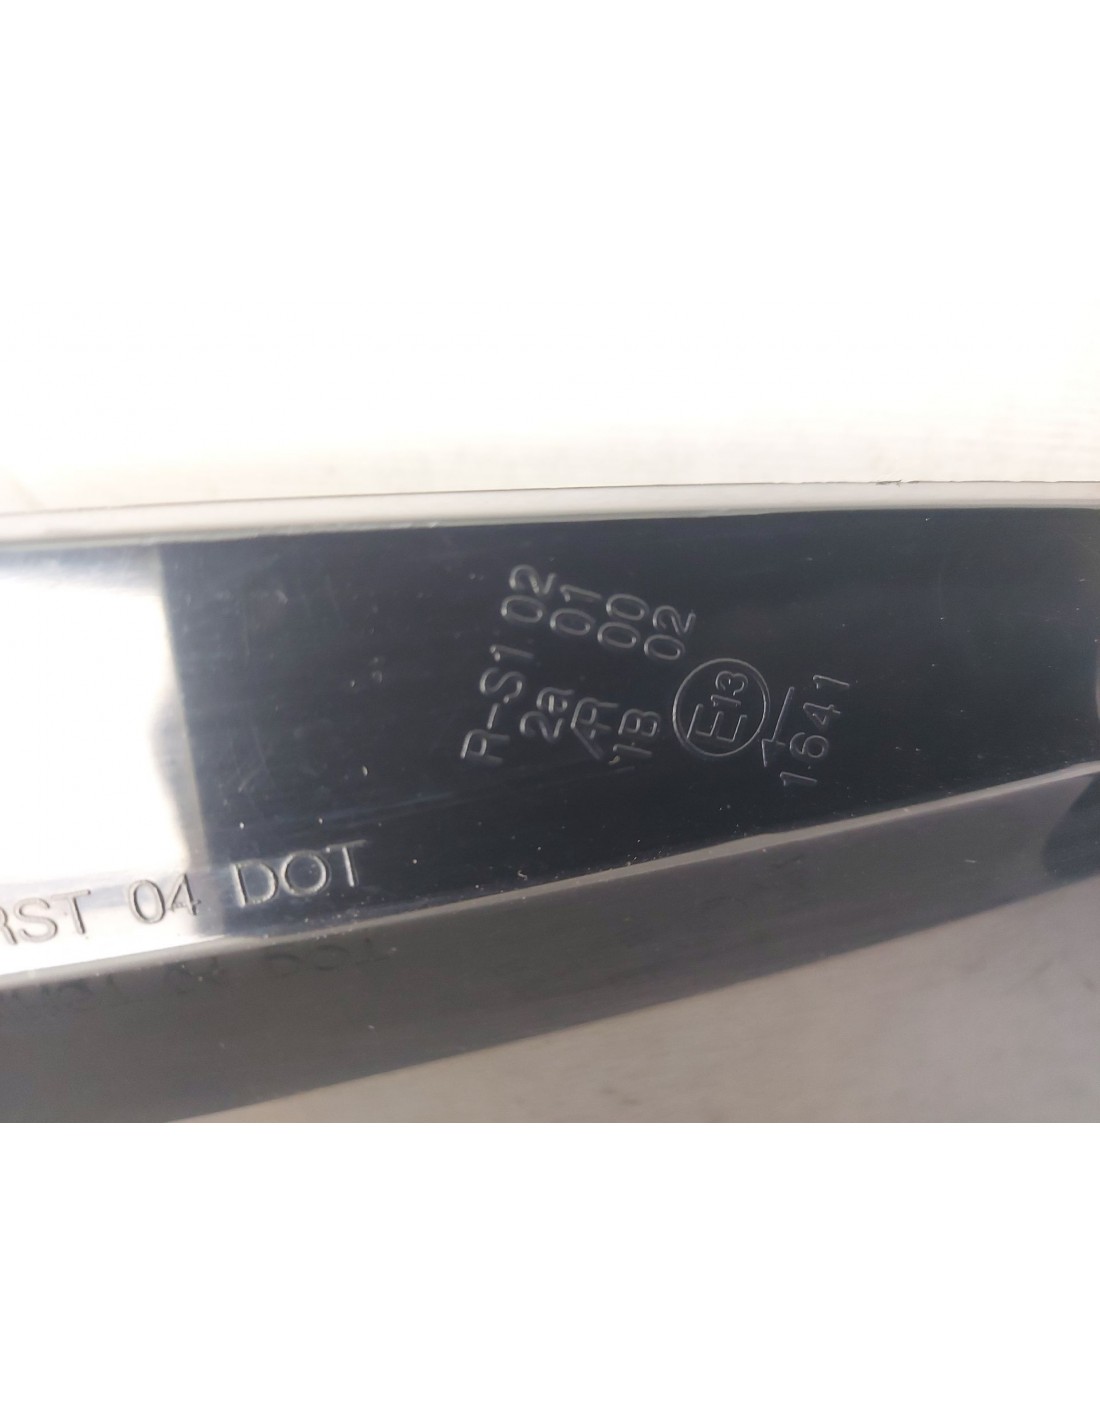 R-S1 02
2a 01
AR 00
1B 02
E13
1641
RST 04 DOT